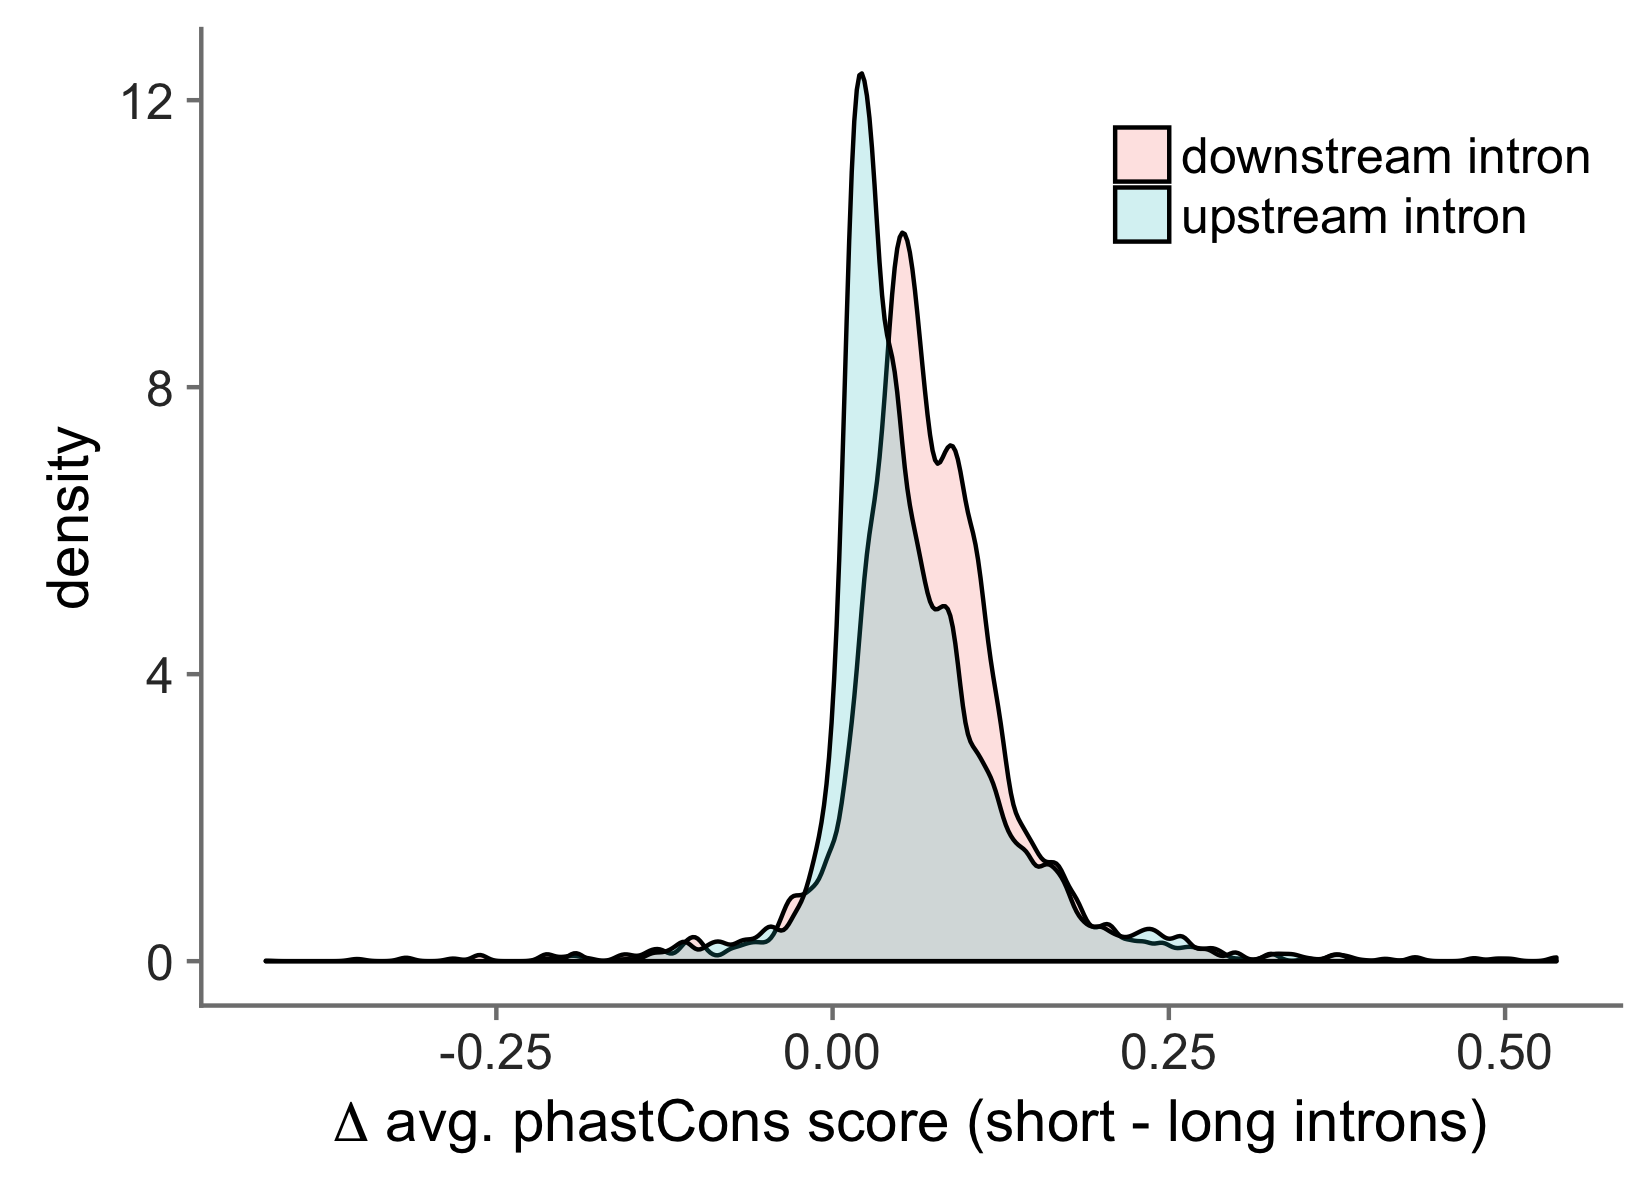 12
8
4
0
density
downstream intron
upstream intron
-0.25
0.00
0.25
0.50
Δ avg. phastCons score (short - long introns)